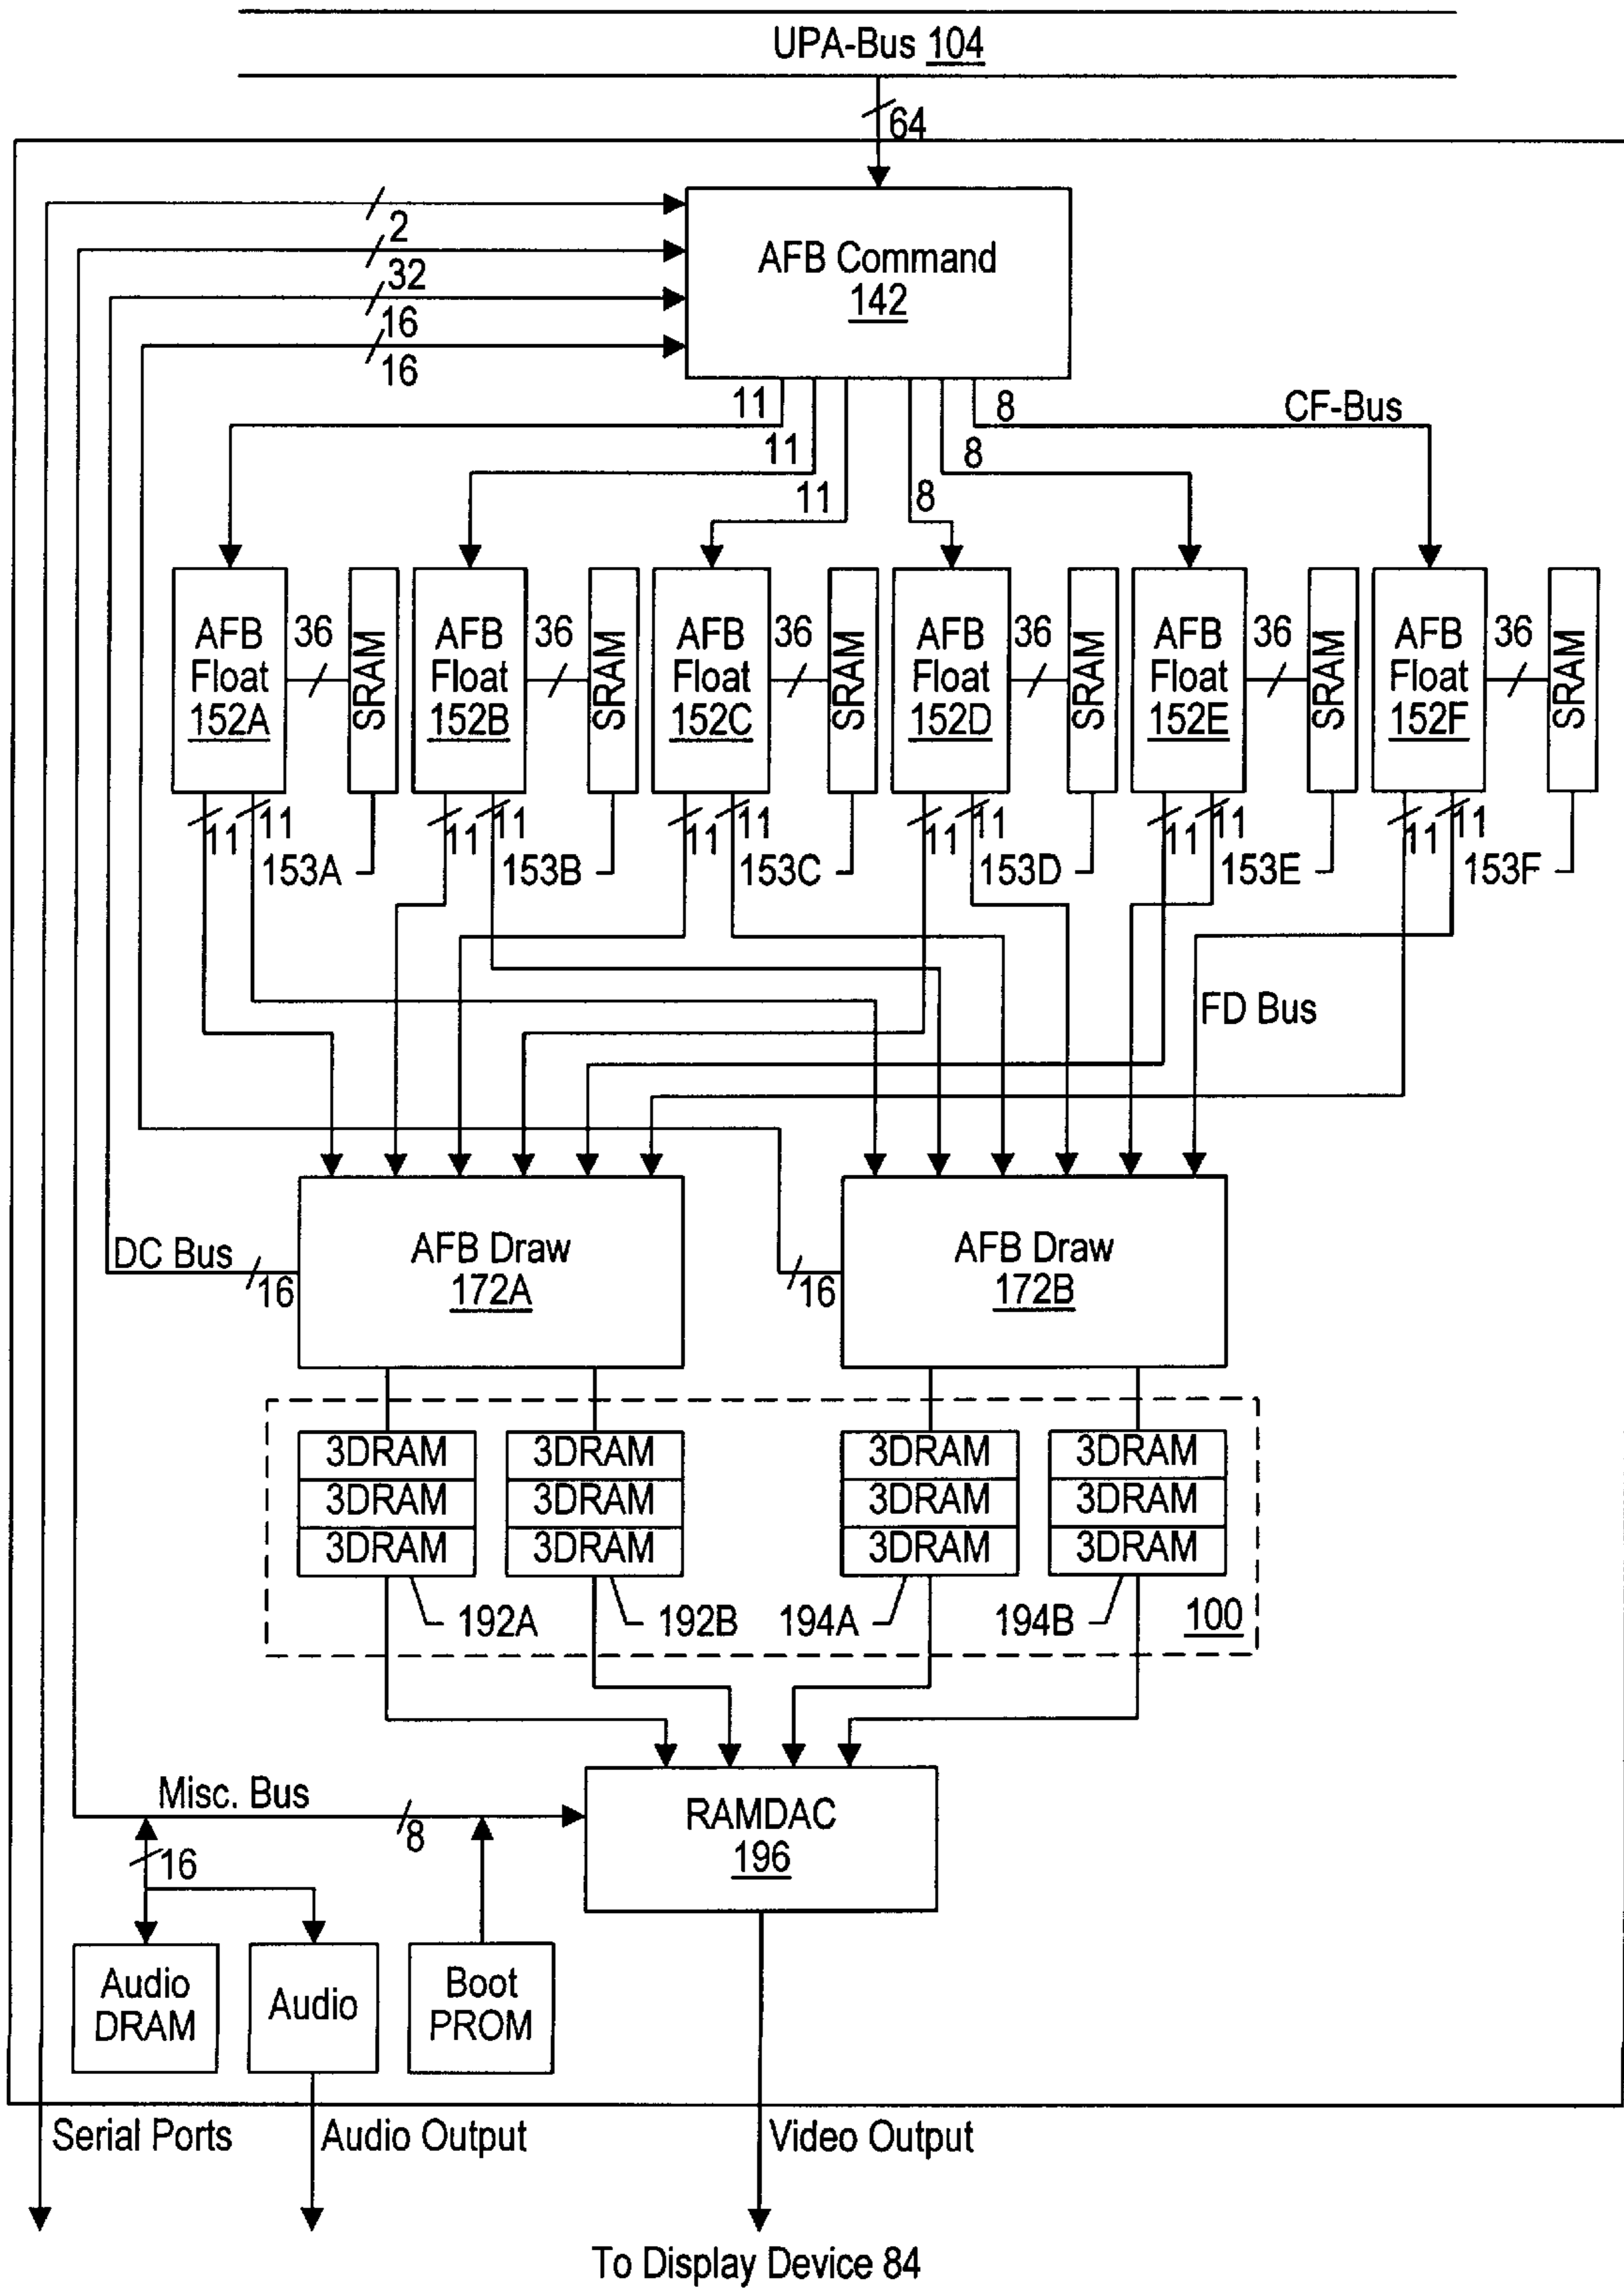 UPA-Bus 104
64
2
32
16
16
AFB Command
142
11
11
11
8
8
8
CF-Bus
AFB
Float
152A
36
SRAM
AFB
Float
152B
36
SRAM
AFB
Float
152C
36
SRAM
AFB
Float
152D
36
SRAM
AFB
Float
152E
36
SRAM
AFB
Float
152F
36
SRAM
11
11
153A
11
11
153B
11
11
153C
11
11
153D
11
11
153E
11
11
153F
FD Bus
DC Bus
16
AFB Draw
172A
16
AFB Draw
172B
3DRAM
3DRAM
3DRAM
3DRAM
3DRAM
3DRAM
3DRAM
3DRAM
3DRAM
3DRAM
3DRAM
3DRAM
192A
192B
194A
194B
100
Misc. Bus
8
16
RAMDAC
196
Audio
DRAM
Audio
Boot
PROM
Serial Ports
Audio Output
Video Output
To Display Device 84